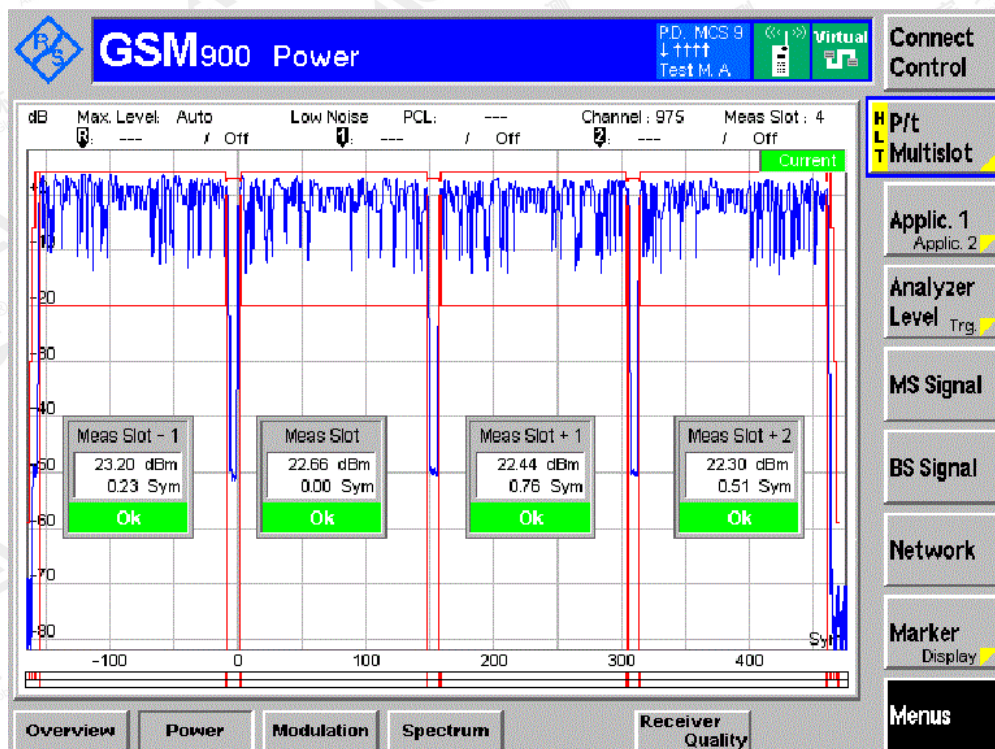 R/S
GSM900 Power
P.D. MCS 9
↓ ↑↑↑↑
Test M. A
Virtual
dB Max. Level: Auto Low Noise PCL: --- Channel : 975 Meas Slot : 4
R: --- / Off 1: --- / Off 2: --- / Off
Current
-10
-20
-30
-40
-50
-60
-70
-80
Meas Slot - 1
23.20 dBm
0.23 Sym
Ok
Meas Slot
22.66 dBm
0.00 Sym
Ok
Meas Slot + 1
22.44 dBm
0.76 Sym
Ok
Meas Slot + 2
22.30 dBm
0.51 Sym
Ok
-100 0 100 200 300 400
Connect
Control
HLT
P/t
Multislot
Applic. 1
Applic. 2
Analyzer
Level Trg.
MS Signal
BS Signal
Network
Marker
Display
Menus
Overview Power Modulation Spectrum Receiver
Quality